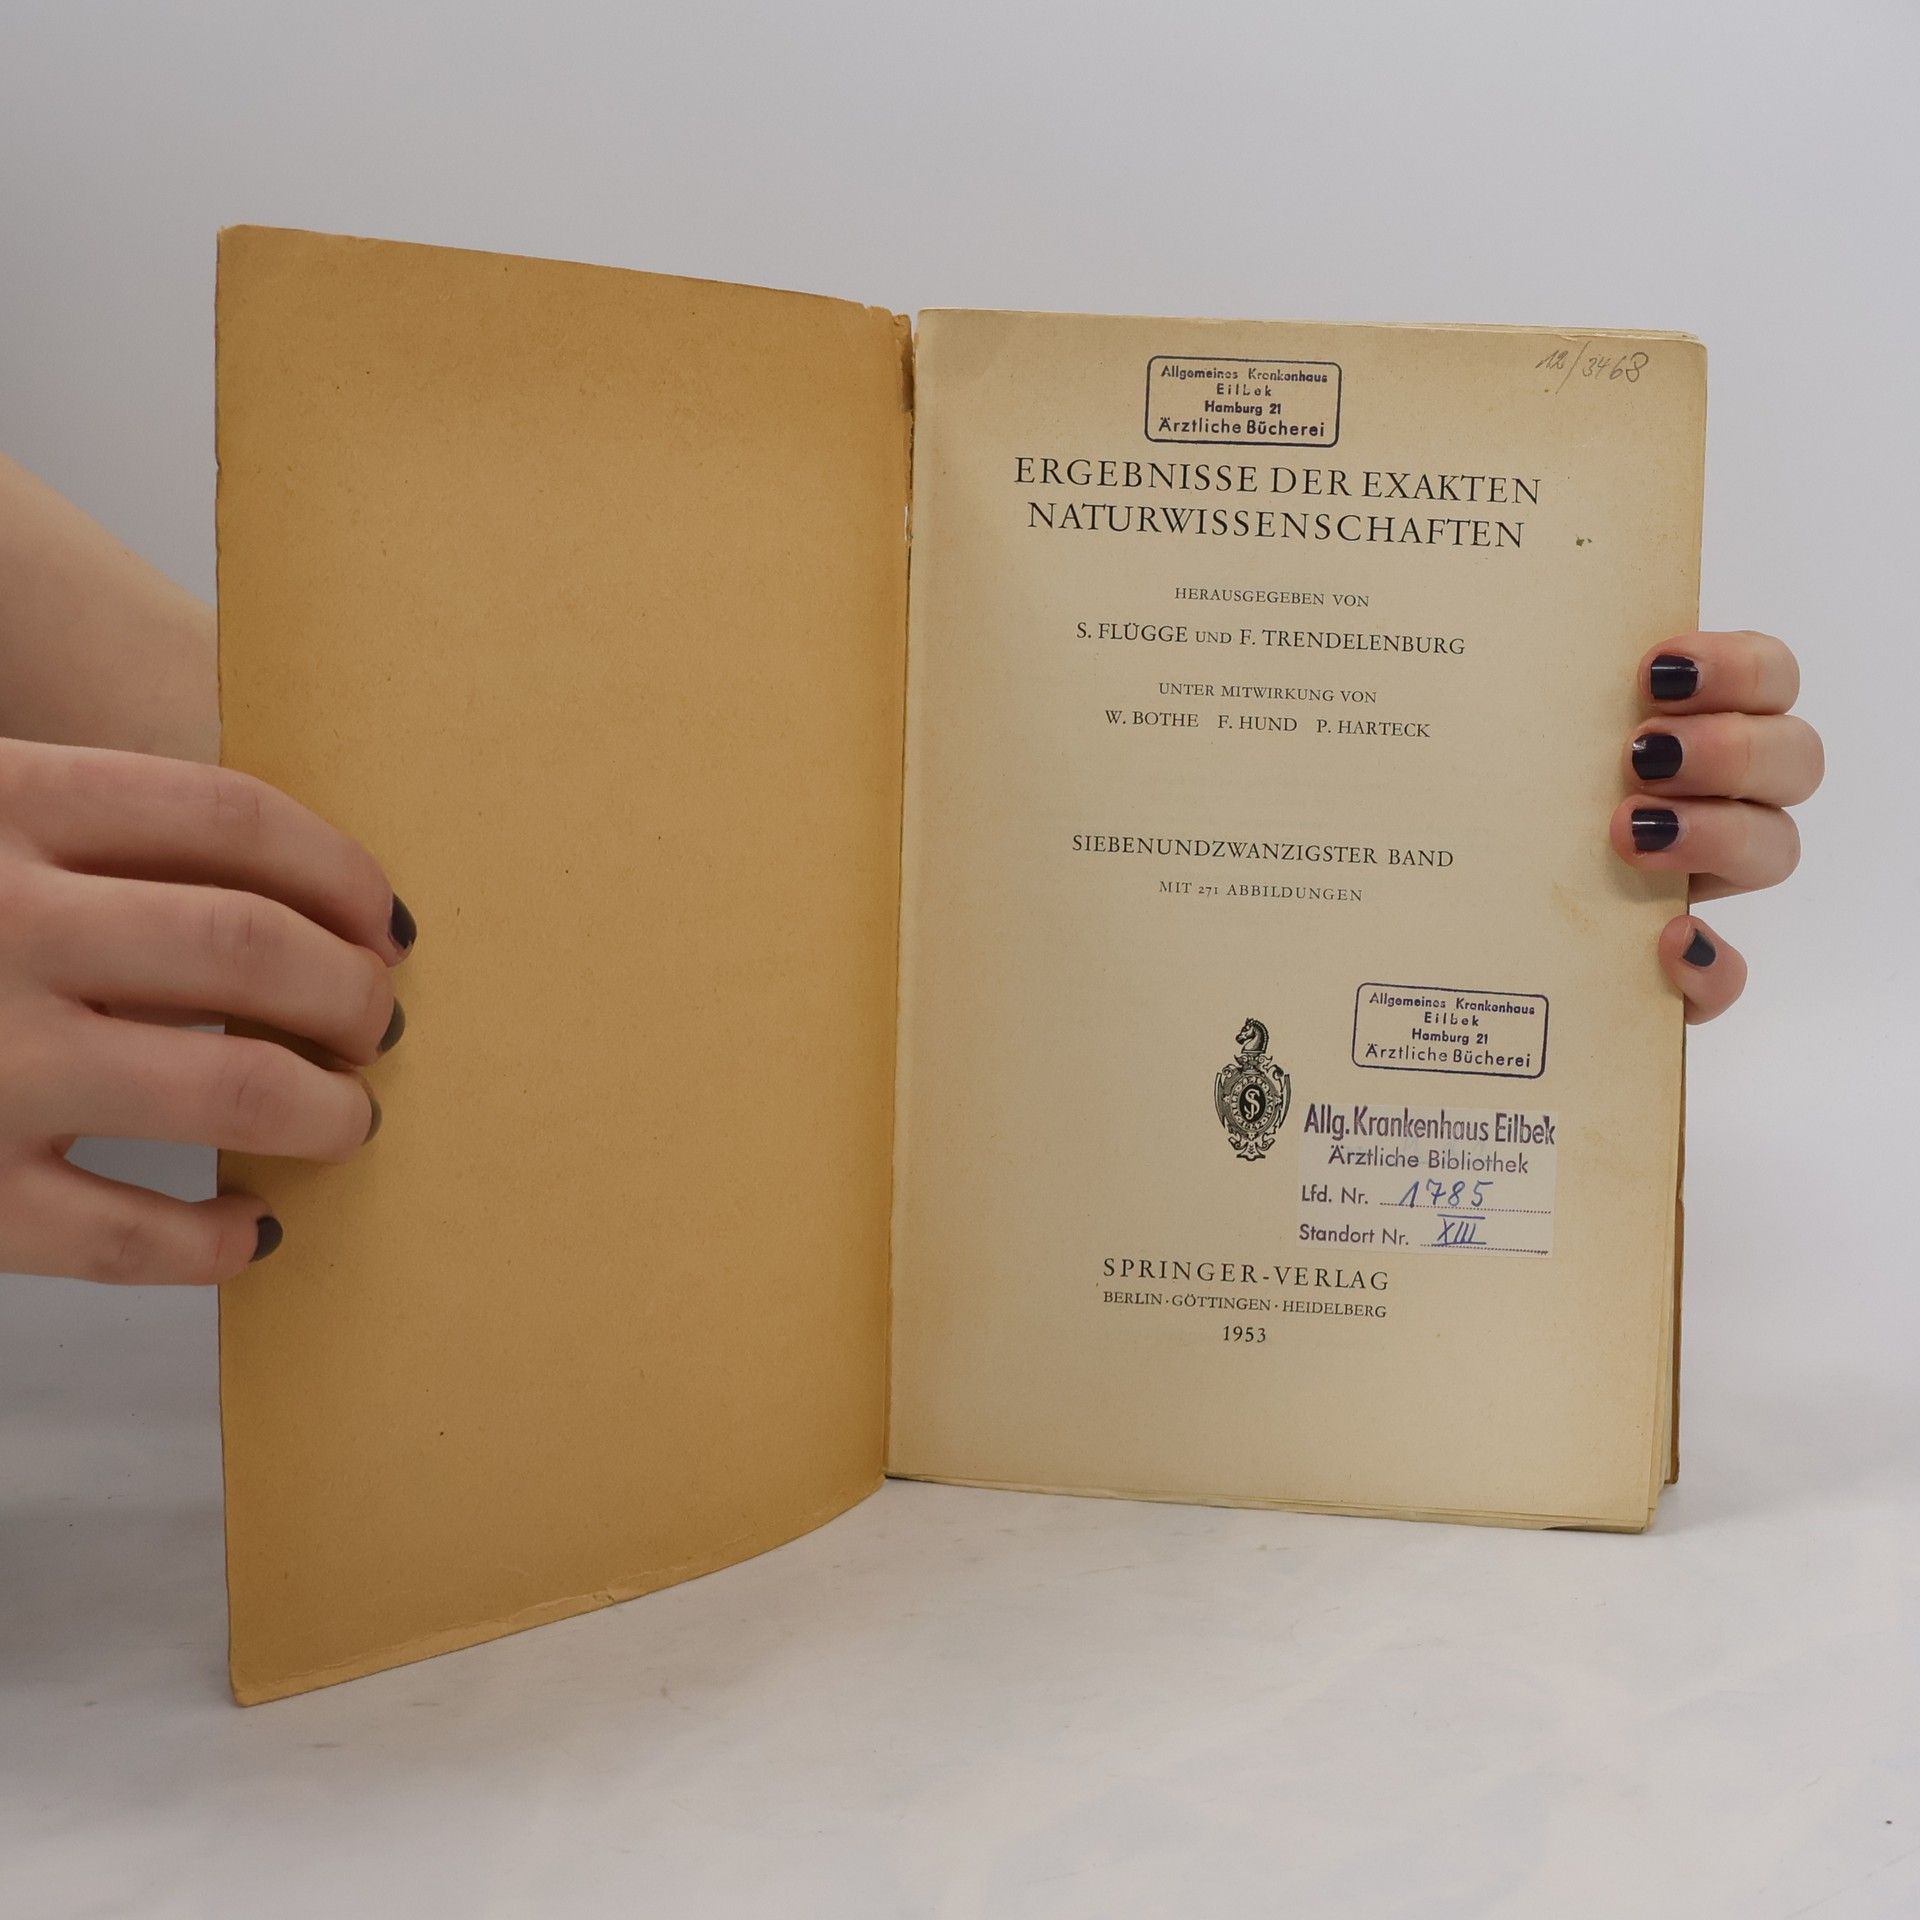 12/3468
Allgemeines Krankenhaus
Eilbek
Hamburg 21
Ärztliche Bücherei
ERGEBNISSE DER EXAKTEN
NATURWISSENSCHAFTEN
HERAUSGEGEBEN VON
S. FLÜGGE UND F. TRENDELENBURG
UNTER MITWIRKUNG VON
W. BOTHE F. HUND P. HARTECK
SIEBENUNDZWANZIGSTER BAND
MIT 271 ABBILDUNGEN
Allgemeines Krankenhaus
Eilbek
Hamburg 21
Ärztliche Bücherei
Allg. Krankenhaus Eilbek
Ärztliche Bibliothek
Lfd. Nr. 1785
Standort Nr. XIII
SPRINGER-VERLAG
BERLIN · GÖTTINGEN · HEIDELBERG
1953